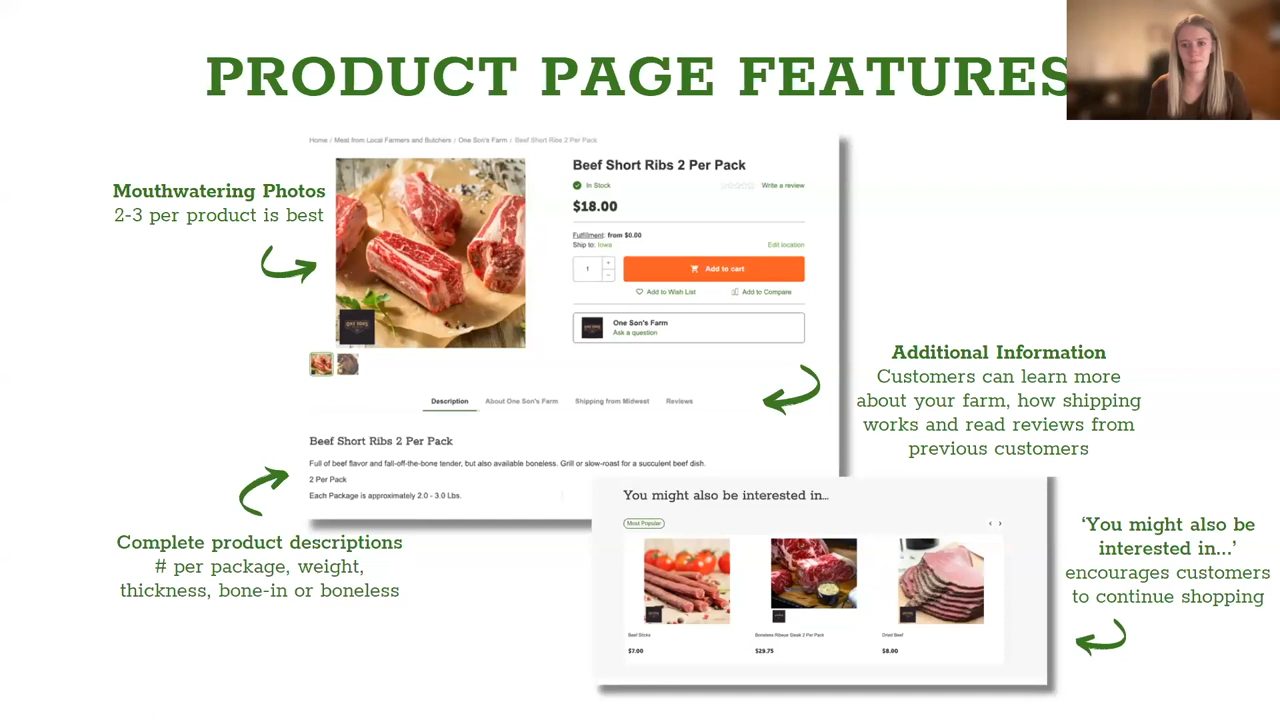 PRODUCT PAGE FEATURES
Home / Meat from Local Farmers and Butchers / One Son's Farm / Beef Short Ribs 2 Per Pack
Mouthwatering Photos
2-3 per product is best
Beef Short Ribs 2 Per Pack
In Stock
Write a review
$18.00
Fulfillment: from $0.00
Ship to: Iowa
Edit location
1
+
−
Add to cart
Add to Wish List
Add to Compare
One Son's Farm
Ask a question
ONE SONS
Description
About One Son's Farm
Shipping from Midwest
Reviews
Additional Information
Customers can learn more
about your farm, how shipping
works and read reviews from
previous customers
Beef Short Ribs 2 Per Pack
Full of beef flavor and fall-off-the-bone tender, but also available boneless. Grill or slow-roast for a succulent beef dish.
2 Per Pack
Each Package is approximately 2.0 - 3.0 Lbs.
Complete product descriptions
# per package, weight,
thickness, bone-in or boneless
You might also be interested in...
Most Popular
Beef Sticks
$7.00
Boneless Ribeye Steak 2 Per Pack
$29.75
Dried Beef
$8.00
‘You might also be
interested in...’
encourages customers
to continue shopping